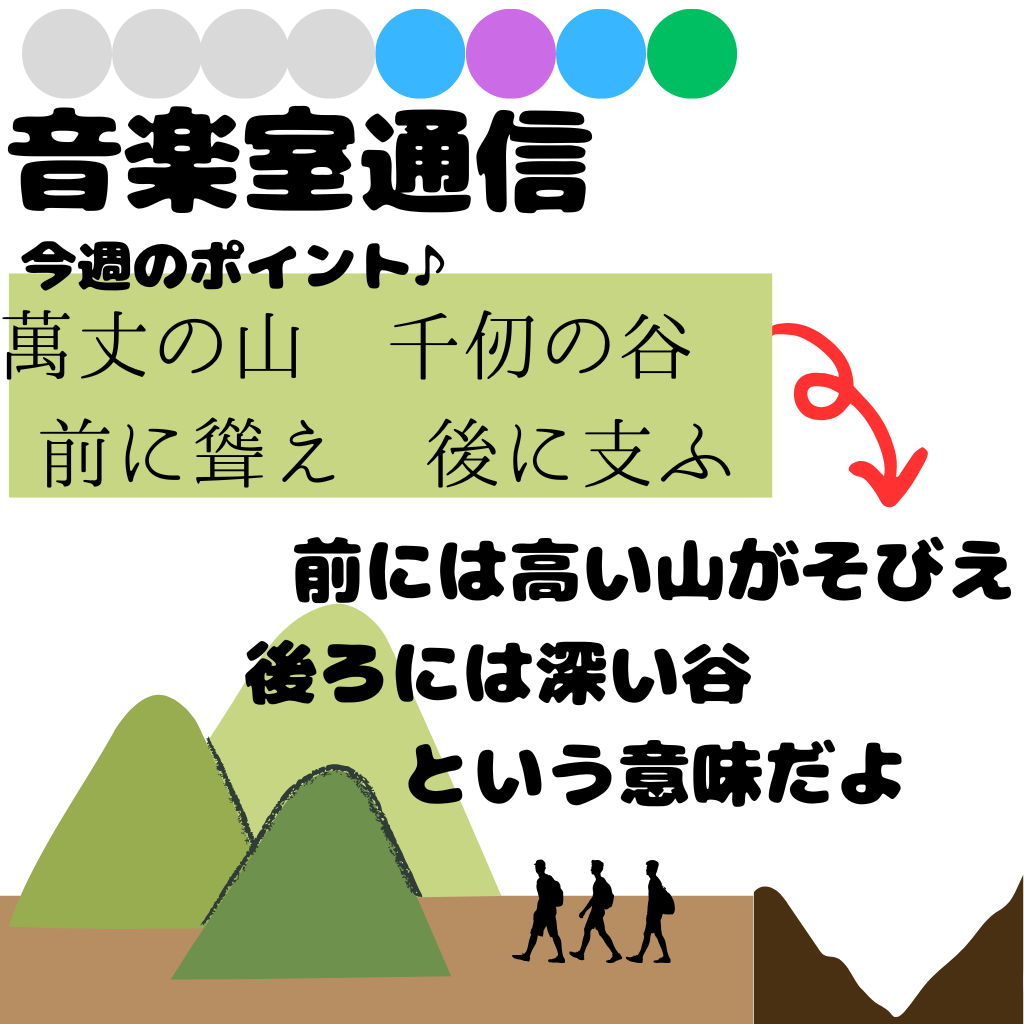 音楽室通信
今週のポイント♪
萬丈の山　千仞の谷
前に聳え　後に支ふ
前には高い山がそびえ
後ろには深い谷
という意味だよ